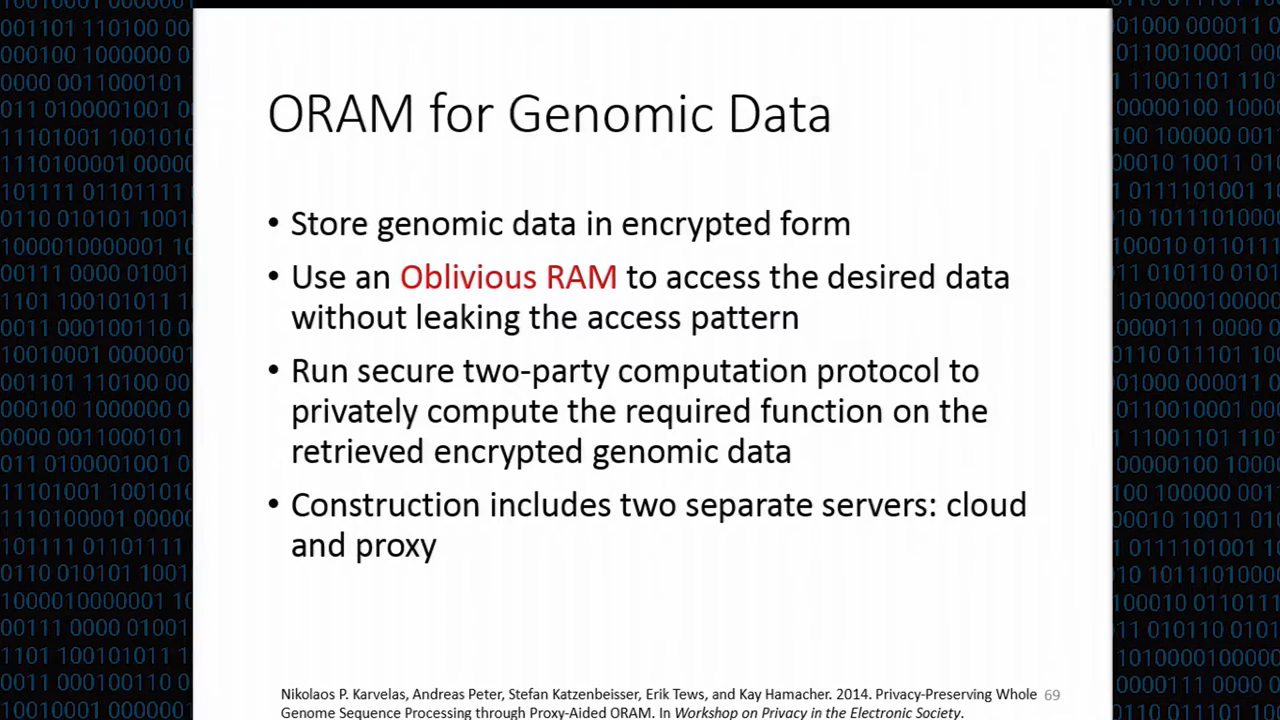 ORAM for Genomic Data
• Store genomic data in encrypted form
• Use an Oblivious RAM to access the desired data
without leaking the access pattern
• Run secure two-party computation protocol to
privately compute the required function on the
retrieved encrypted genomic data
• Construction includes two separate servers: cloud
and proxy
Nikolaos P. Karvelas, Andreas Peter, Stefan Katzenbeisser, Erik Tews, and Kay Hamacher. 2014. Privacy-Preserving Whole 69
Genome Sequence Processing through Proxy-Aided ORAM. In Workshop on Privacy in the Electronic Society.